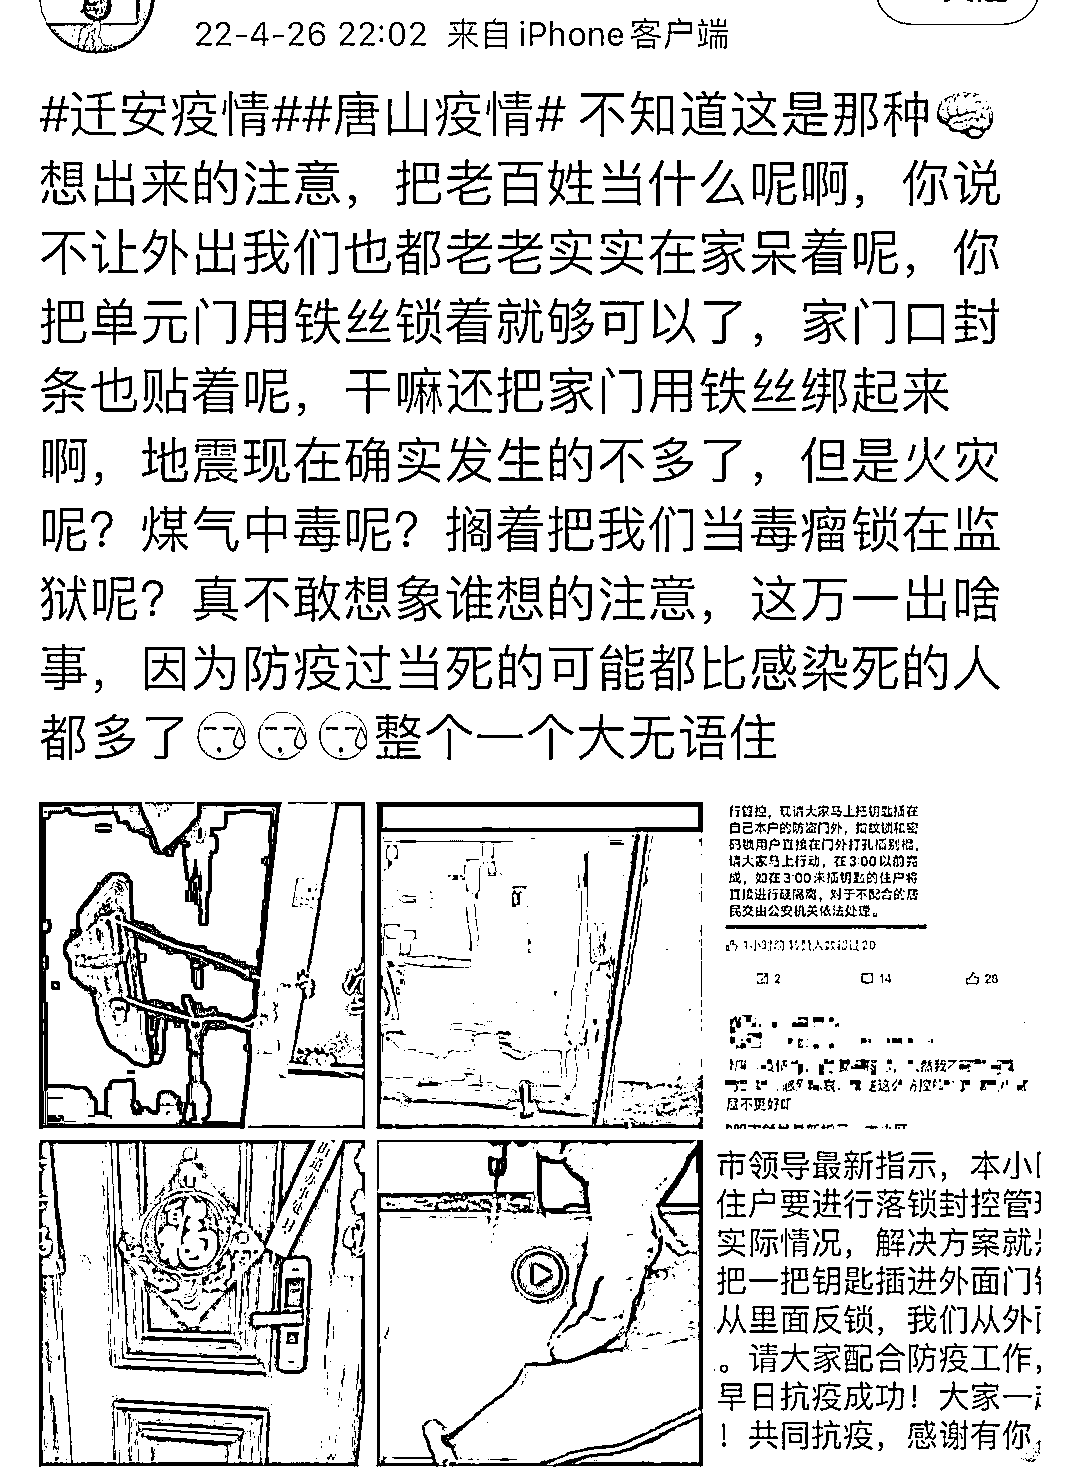 22-4-26 22:02 来自 iPhone客户端
#迁安疫情##唐山疫情# 不知道这是那种🧠
想出来的注意，把老百姓当什么呢啊，你说
不让外出我们也都老老实实在家呆着呢，你
把单元门用铁丝锁着就够可以了，家门口封
条也贴着呢，干嘛还把家门用铁丝绑起来
啊，地震现在确实发生的不多了，但是火灾
呢？煤气中毒呢？搁着把我们当毒瘤锁在监
狱呢？真不敢想象谁想的注意，这万一出啥
事，因为防疫过当死的可能都比感染死的人
都多了😓😓😓整个一个大无语住
行管控，现请大家马上把钥匙插在
自己本户的防盗门外，指纹锁和密
码锁用户直接在门外打孔插别棍，
请大家马上行动，在3:00以前完
成，如在3:00未插钥匙的住户将
直接进行硬隔离，对于不配合的居
民交由公安机关依法处理。
1小时前
2 14 28
应不更好吖
市领导最新指示，本小
住户要进行落锁封控管
实际情况，解决方案就
把一把钥匙插进外面门
从里面反锁，我们从外
。请大家配合防疫工作，
早日抗疫成功！大家一
！共同抗疫，感谢有你